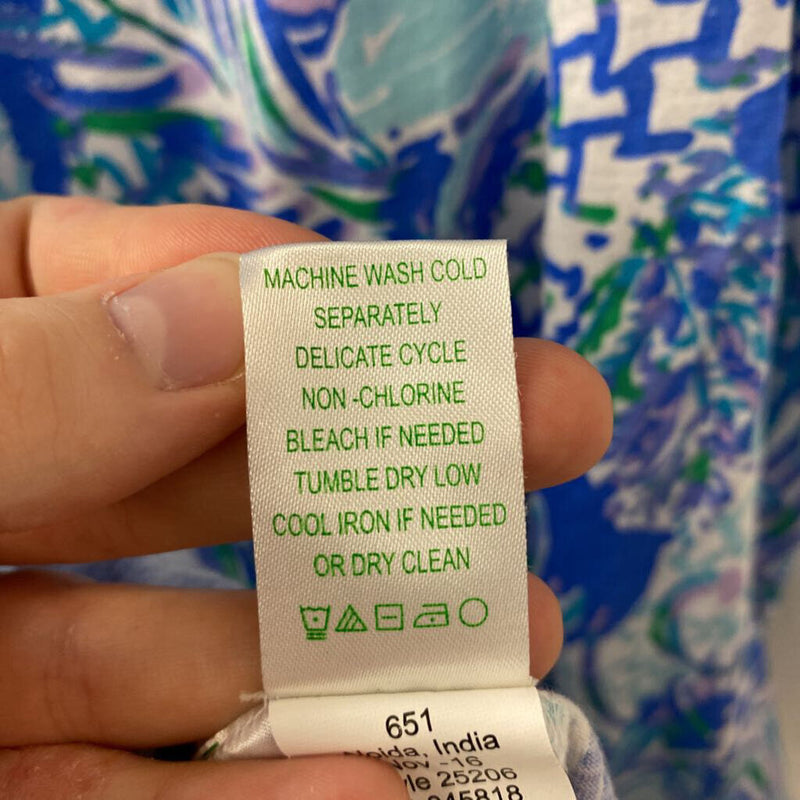 MACHINE WASH COLD
SEPARATELY
DELICATE CYCLE
NON -CHLORINE
BLEACH IF NEEDED
TUMBLE DRY LOW
COOL IRON IF NEEDED
OR DRY CLEAN
651
Noida, India
-16
25206